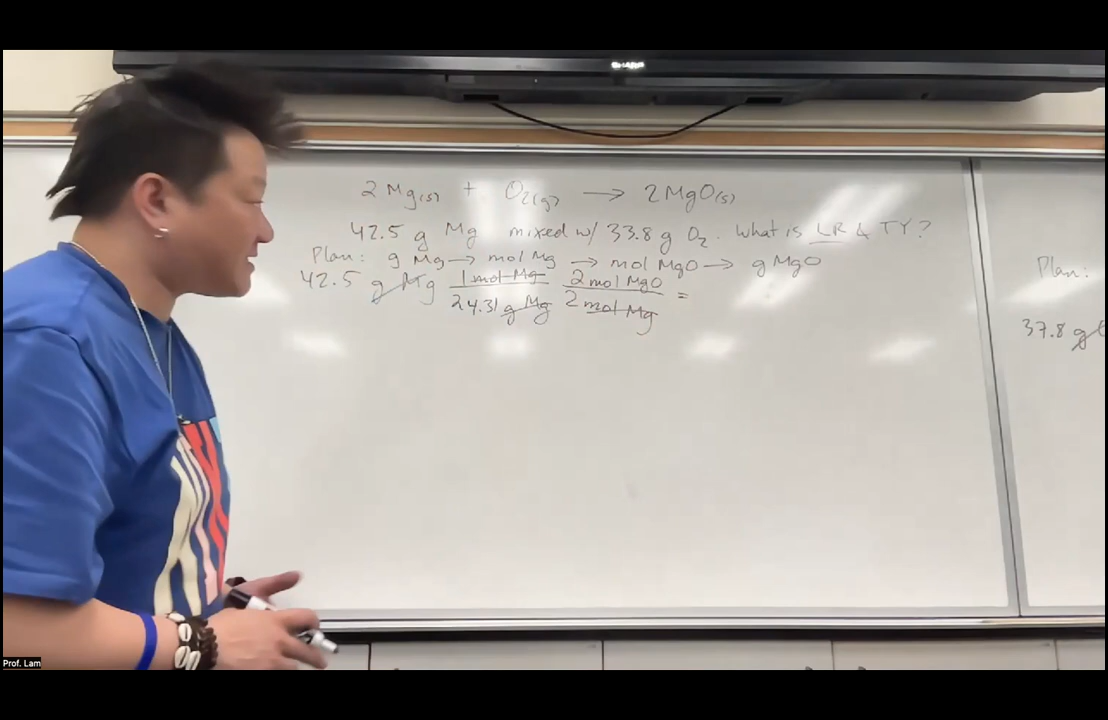 2 Mg(s) + O2(g) → 2 MgO(s)
42.5 g Mg mixed w/ 33.8 g O2. What is LR & TY?
Plan: g Mg → mol Mg → mol MgO → g MgO
42.5 g Mg 1 mol Mg 2 mol MgO
24.31 g Mg 2 mol Mg =
Plan:
37.8 g
Prof. Lam